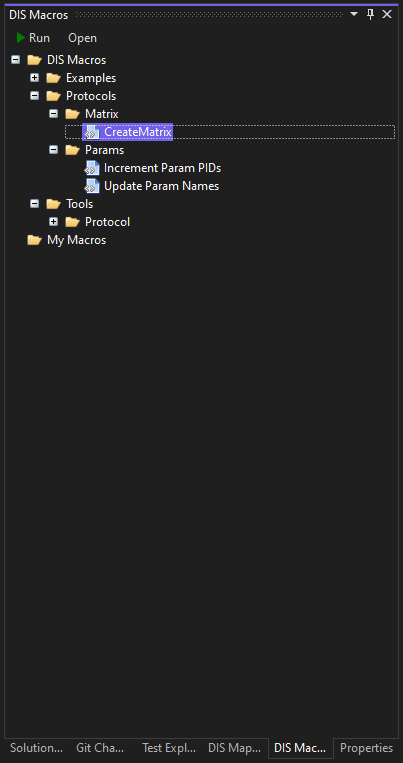 DIS Macros
Run Open
DIS Macros
Examples
Protocols
Matrix
CreateMatrix
Params
Increment Param PIDs
Update Param Names
Tools
Protocol
My Macros
Solution... Git Cha... Test Expl... DIS Map... DIS Mac... Properties